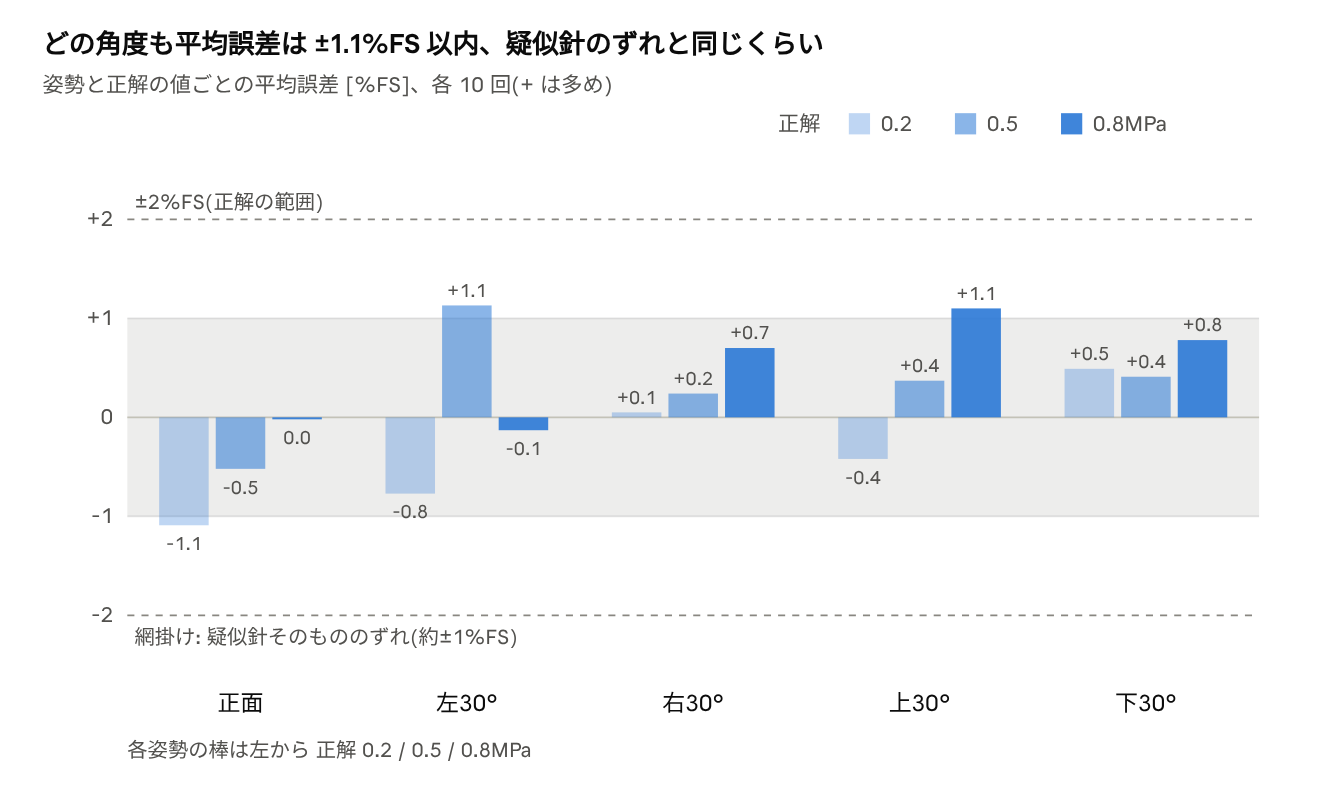 どの角度も平均誤差は ±1.1%FS 以内、疑似針のずれと同じくらい
姿勢と正解の値ごとの平均誤差 [%FS]、各 10 回(+ は多め)
正解 0.2 0.5 0.8MPa
±2%FS(正解の範囲)
+2
+1
0
-1
-2
-1.1
-0.5
0.0
-0.8
+1.1
-0.1
+0.1
+0.2
+0.7
-0.4
+0.4
+1.1
+0.5
+0.4
+0.8
網掛け: 疑似針そのもののずれ(約±1%FS)
正面 左30° 右30° 上30° 下30°
各姿勢の棒は左から 正解 0.2 / 0.5 / 0.8MPa